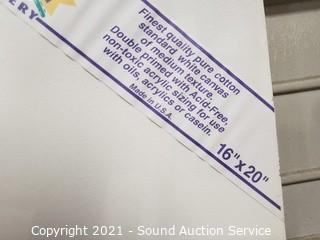 ERY
Finest quality pure cotton
standard white canvas
of medium texture.
Double primed with Acid-Free,
non-toxic acrylic sizing for use
with oils, acrylics or casein.
Made in U.S.A.
16"x20"
Copyright 2021 - Sound Auction Service